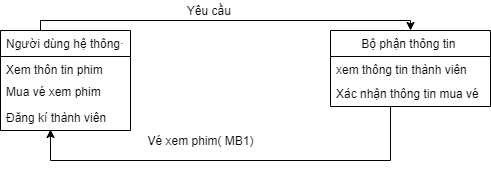 Yêu cầu
Người dùng hệ thông
Bộ phận thông tin
Xem thôn tin phim
Mua vé xem phim
Đăng kí thành viên
xem thông tin thành viên
Xác nhận thông tin mua vé
Vé xem phim( MB1)